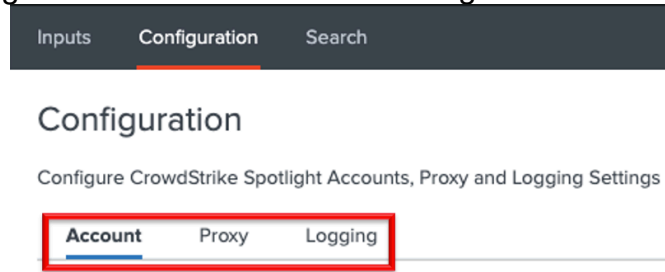 Inputs Configuration Search
Configuration
Configure CrowdStrike Spotlight Accounts, Proxy and Logging Settings
Account Proxy Logging